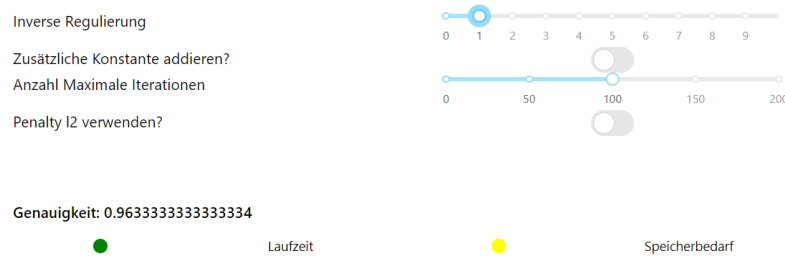 Inverse Regulierung
0 1 2 3 4 5 6 7 8 9
Zusätzliche Konstante addieren?
Anzahl Maximale Iterationen
0 50 100 150 200
Penalty l2 verwenden?
Genauigkeit: 0.9633333333333334
Laufzeit Speicherbedarf